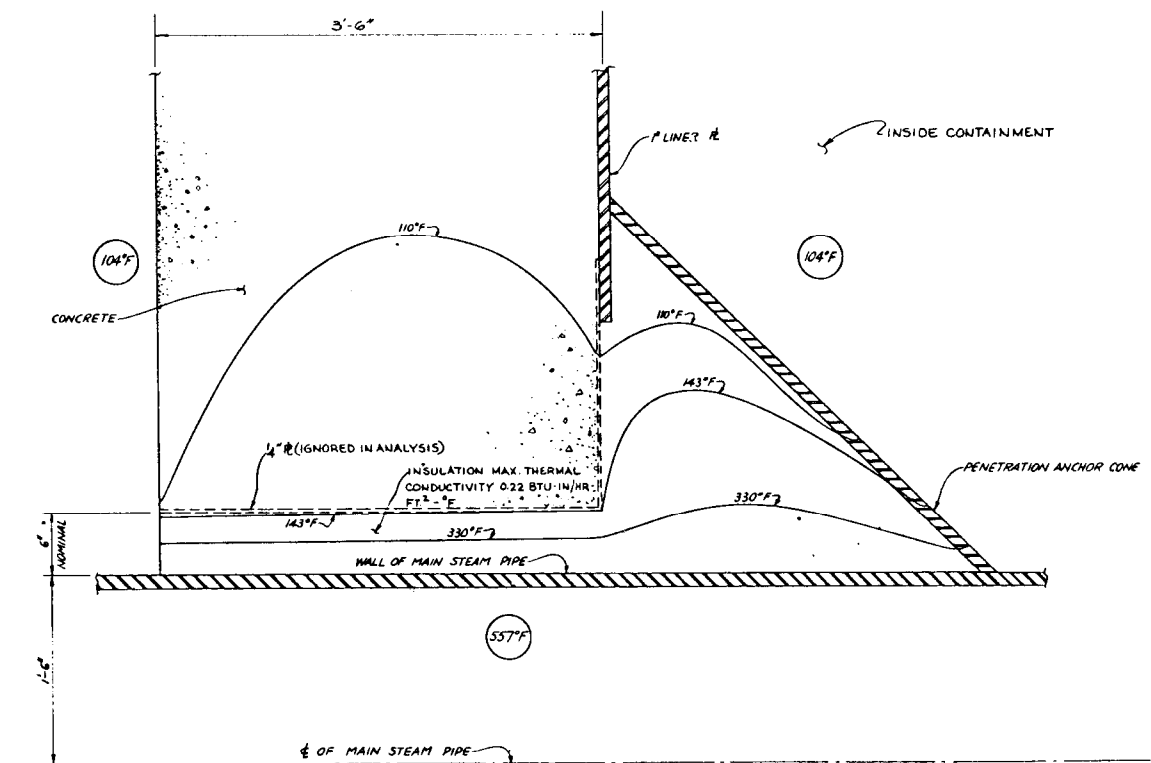 3'-6"
1" LINER ℄
INSIDE CONTAINMENT
110°F
104°F
104°F
CONCRETE
110°F
143°F
¼" ℄ (IGNORED IN ANALYSIS)
INSULATION MAX. THERMAL
CONDUCTIVITY 0.22 BTU-IN/HR-
FT² - °F
PENETRATION ANCHOR CONE
330°F
143°F
330°F
6"
NOMINAL
WALL OF MAIN STEAM PIPE
557°F
1'-6"
℄ OF MAIN STEAM PIPE